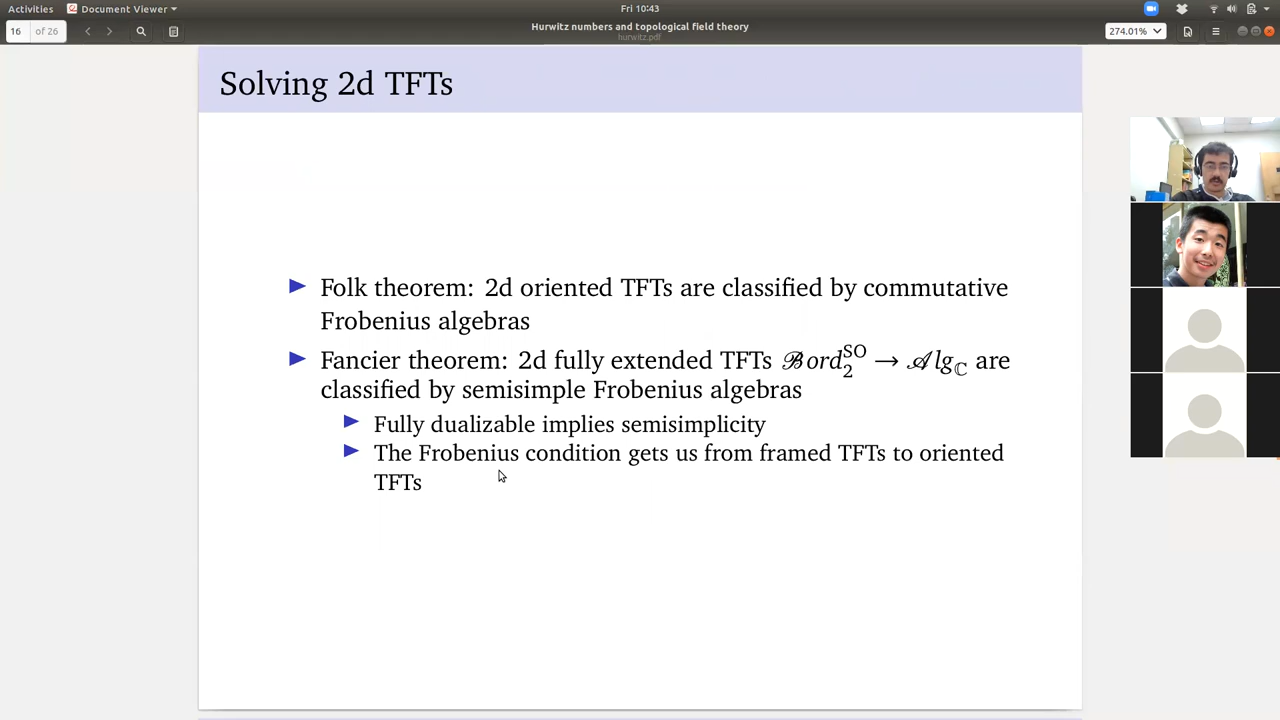 Activities Document Viewer Fri 10:43
16 of 26 Hurwitz numbers and topological field theory 274.01%
hurwitz.pdf
Solving 2d TFTs
Folk theorem: 2d oriented TFTs are classified by commutative
Frobenius algebras
Fancier theorem: 2d fully extended TFTs ℬord₂^SO → 𝒜lg_ℂ are
classified by semisimple Frobenius algebras
Fully dualizable implies semisimplicity
The Frobenius condition gets us from framed TFTs to oriented
TFTs